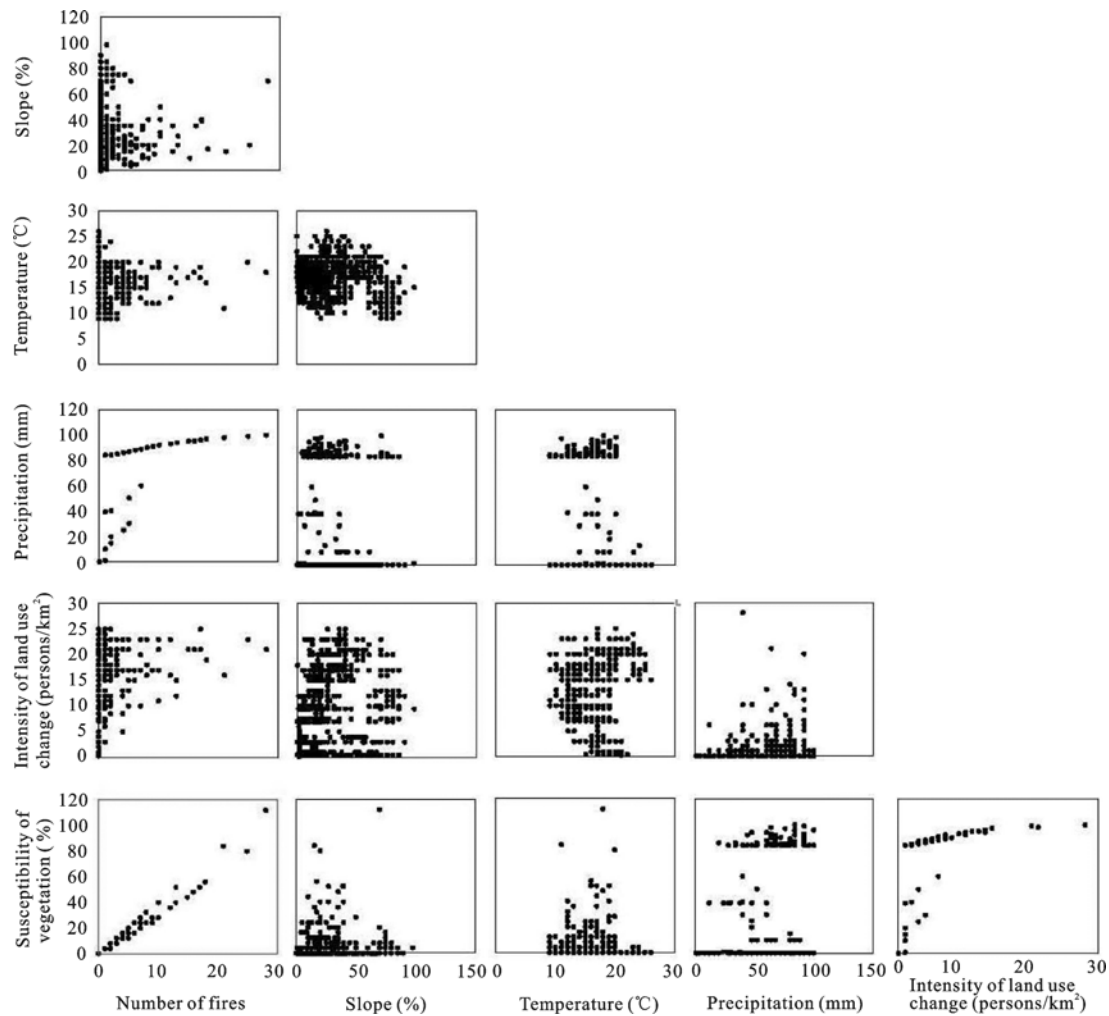 120
100
80
60
40
20
0
Slope (%)
30
25
20
15
10
5
0
Temperature (℃)
120
100
80
60
40
20
0
Precipitation (mm)
30
25
20
15
10
5
0
Intensity of land use
change (persons/km²)
120
100
80
60
40
20
0
Susceptibility of
vegetation ( %)
0 10 20 30
0 50 100 150
0 10 20 30
0 50 100 150
0 10 20 30
Number of fires
Slope (%)
Temperature (℃)
Precipitation (mm)
Intensity of land use
change (persons/km²)